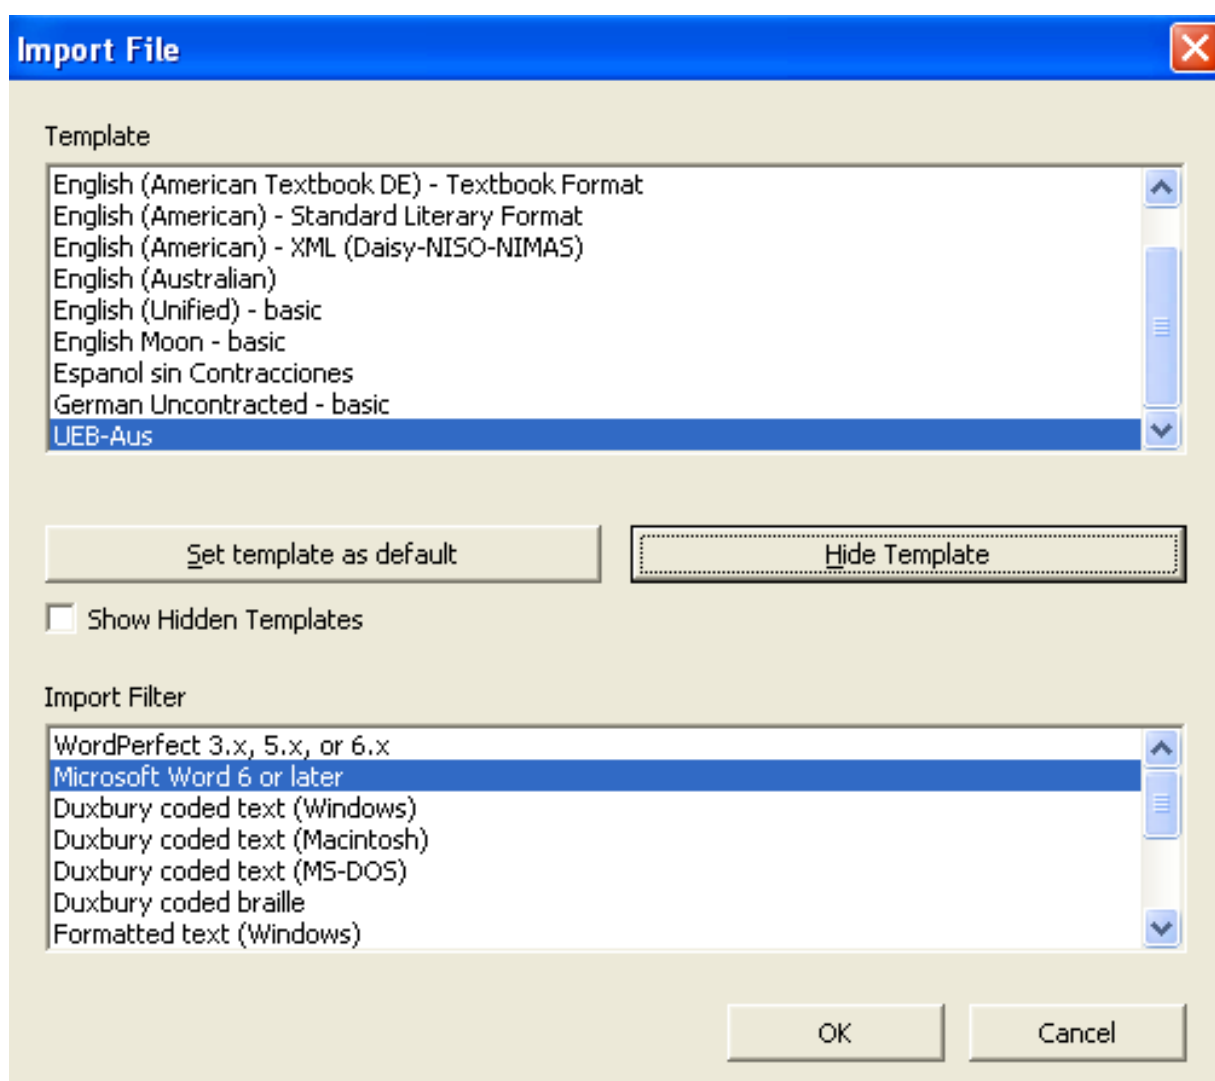 Import File
Template
English (American Textbook DE) - Textbook Format
English (American) - Standard Literary Format
English (American) - XML (Daisy-NISO-NIMAS)
English (Australian)
English (Unified) - basic
English Moon - basic
Espanol sin Contracciones
German Uncontracted - basic
UEB-Aus
Set template as default Hide Template
Show Hidden Templates
Import Filter
WordPerfect 3.x, 5.x, or 6.x
Microsoft Word 6 or later
Duxbury coded text (Windows)
Duxbury coded text (Macintosh)
Duxbury coded text (MS-DOS)
Duxbury coded braille
Formatted text (Windows)
OK Cancel